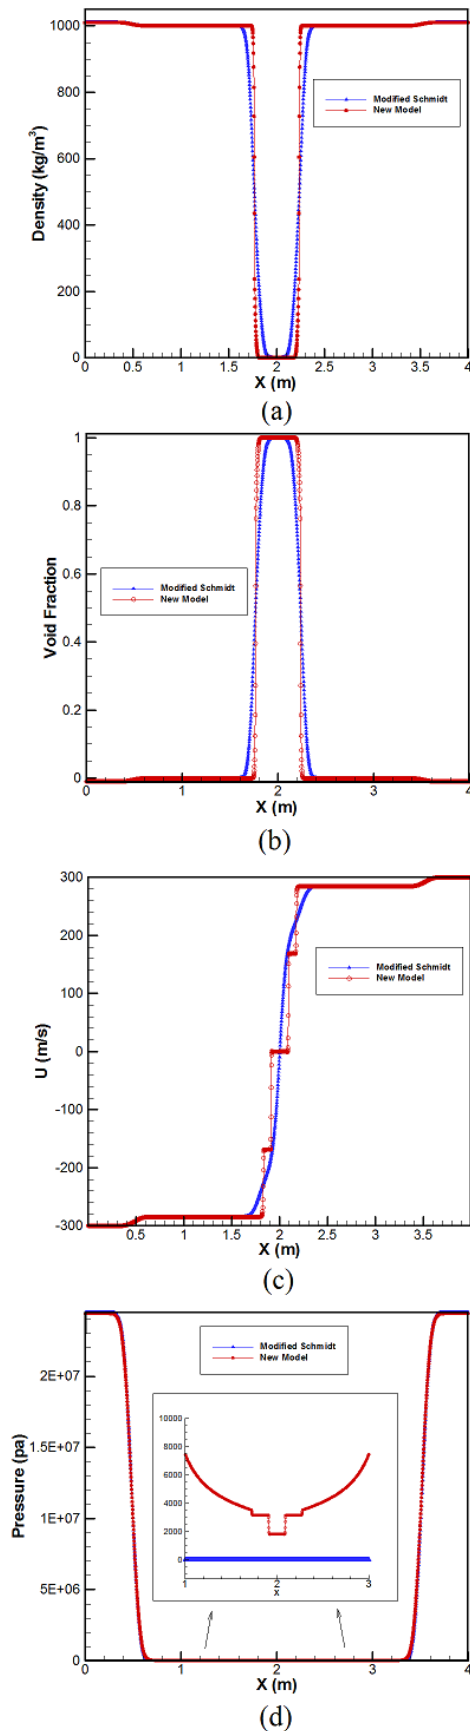 1000
800
600
400
200
0
Density (kg/m³)
Modified Schmidt
New Model
0 0.5 1 1.5 2 2.5 3 3.5 4
X (m)
(a)
1
0.8
0.6
0.4
0.2
0
Void Fraction
Modified Schmidt
New Model
0 1 2 3 4
X (m)
(b)
300
200
100
0
-100
-200
-300
U (m/s)
Modified Schmidt
New Model
0.5 1 1.5 2 2.5 3 3.5
X (m)
(c)
2E+07
1.5E+07
1E+07
5E+06
0
Pressure (pa)
Modified Schmidt
New Model
10000
8000
6000
4000
2000
0
1 2 3
x
0 1 2 3 4
X (m)
(d)